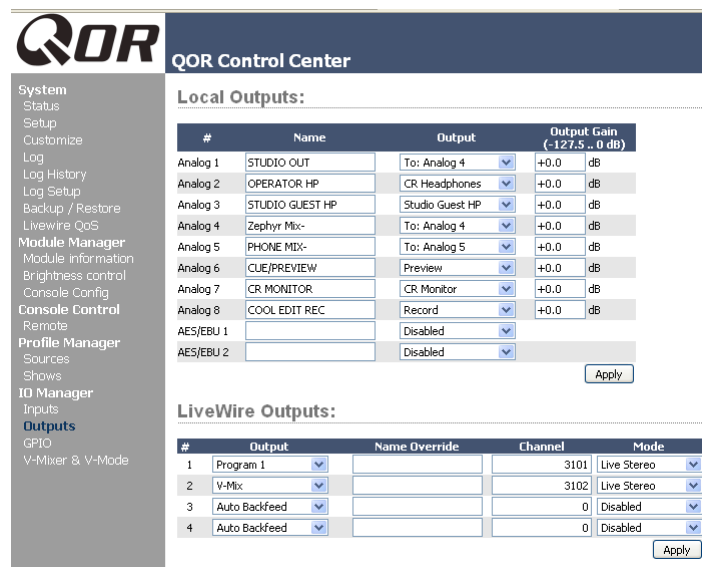 QOR
QOR Control Center
System
Status
Setup
Customize
Log
Log History
Log Setup
Backup / Restore
Livewire QoS
Module Manager
Module information
Brightness control
Console Config
Console Control
Remote
Profile Manager
Sources
Shows
IO Manager
Inputs
Outputs
GPIO
V-Mixer & V-Mode
Local Outputs:
# Name Output Output Gain
(-127.5 .. 0 dB)
Analog 1 STUDIO OUT To: Analog 4 +0.0 dB
Analog 2 OPERATOR HP CR Headphones +0.0 dB
Analog 3 STUDIO GUEST HP Studio Guest HP +0.0 dB
Analog 4 Zephyr Mix- To: Analog 4 +0.0 dB
Analog 5 PHONE MIX- To: Analog 5 +0.0 dB
Analog 6 CUE/PREVIEW Preview +0.0 dB
Analog 7 CR MONITOR CR Monitor +0.0 dB
Analog 8 COOL EDIT REC Record +0.0 dB
AES/EBU 1 Disabled
AES/EBU 2 Disabled
Apply
LiveWire Outputs:
# Output Name Override Channel Mode
1 Program 1 3101 Live Stereo
2 V-Mix 3102 Live Stereo
3 Auto Backfeed 0 Disabled
4 Auto Backfeed 0 Disabled
Apply